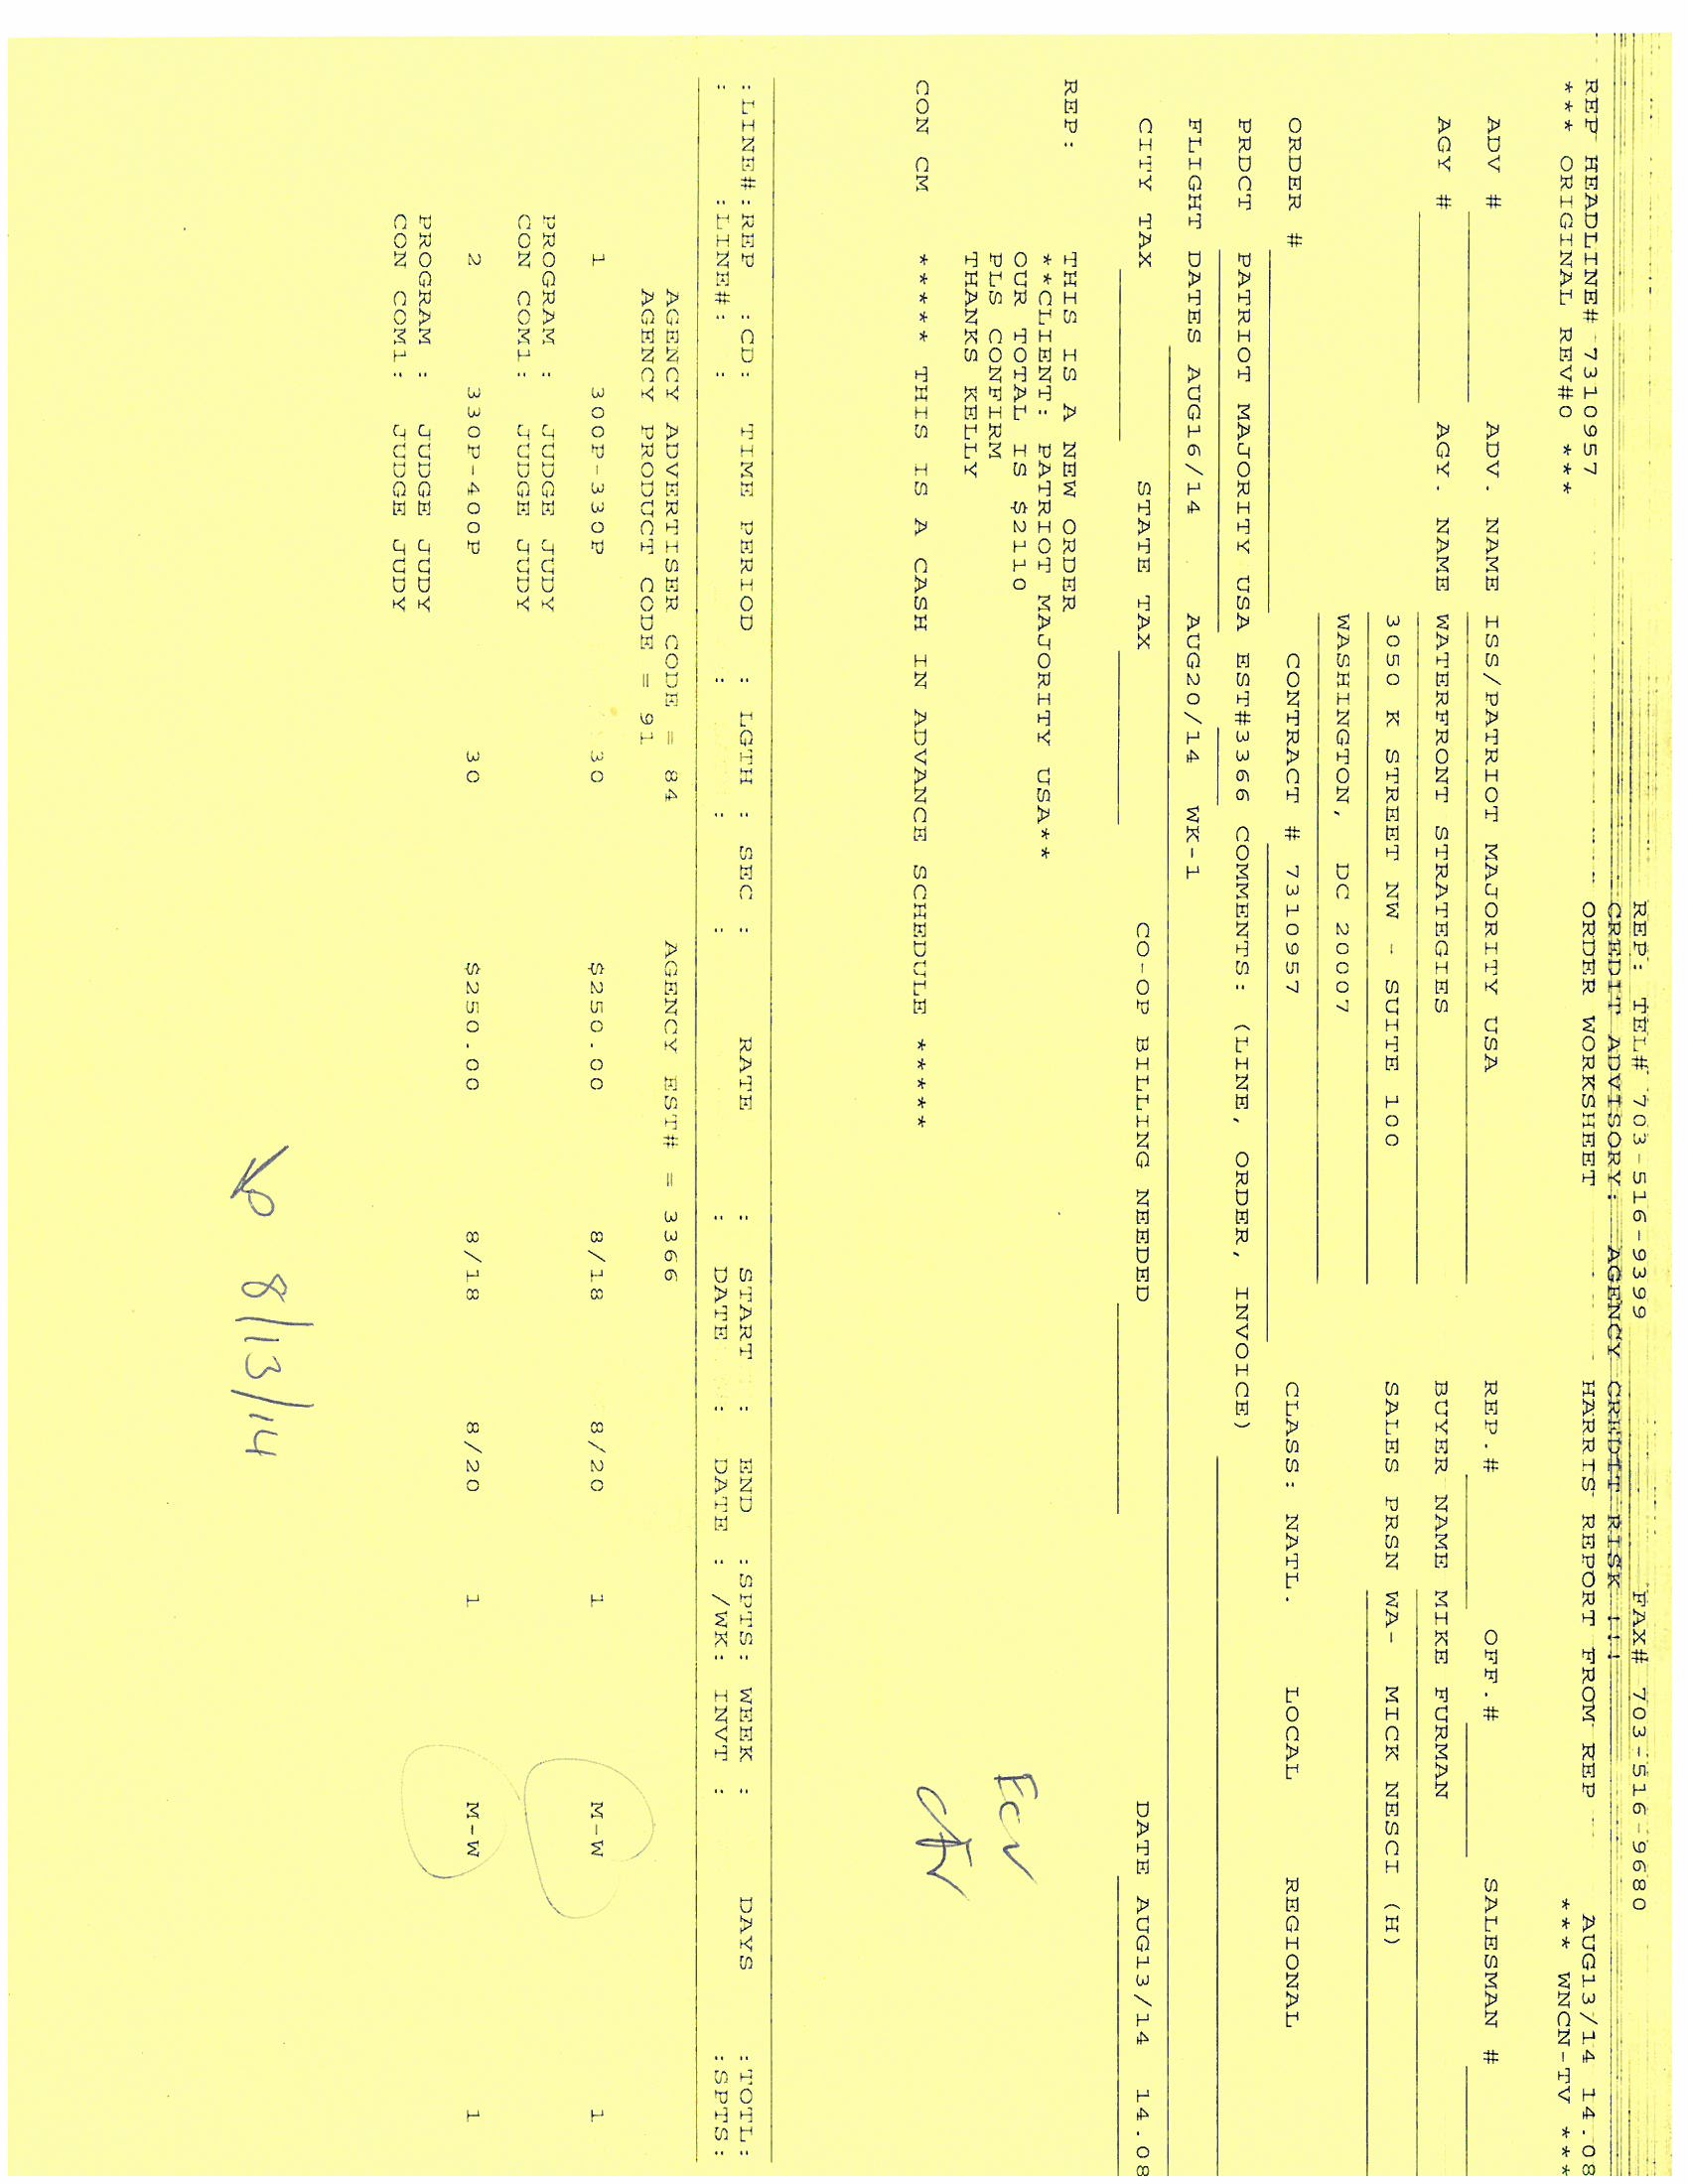 REP: TEL# 703-516-9399 FAX# 703-516-9680
CREDIT ADVISORY: AGENCY CREDIT RISK !!!
REP HEADLINE# 7310957 ORDER WORKSHEET HARRIS REPORT FROM REP AUG13/14 14.08
*** ORIGINAL REV#0 *** *** WNCN-TV ***
ADV # ADV. NAME ISS/PATRIOT MAJORITY USA REP.# OFF.# SALESMAN #
AGY # AGY. NAME WATERFRONT STRATEGIES BUYER NAME MIKE FURMAN
3050 K STREET NW - SUITE 100 SALES PRSN WA- MICK NESCI (H)
WASHINGTON, DC 20007
ORDER # CONTRACT # 7310957 CLASS: NATL. LOCAL REGIONAL
PRDCT PATRIOT MAJORITY USA EST#3366 COMMENTS: (LINE, ORDER, INVOICE)
FLIGHT DATES AUG16/14 AUG20/14 WK-1
CITY TAX STATE TAX CO-OP BILLING NEEDED DATE AUG13/14 14.08
REP: THIS IS A NEW ORDER
**CLIENT: PATRIOT MAJORITY USA**
OUR TOTAL IS $2110
PLS CONFIRM
THANKS KELLY
CON CM ***** THIS IS A CASH IN ADVANCE SCHEDULE *****
:LINE#:REP :CD: TIME PERIOD : LGTH : SEC : RATE : START : END :SPTS: WEEK : DAYS :TOTL:
: :LINE#: : : : : : DATE : DATE : /WK: INVT : :SPTS:
AGENCY ADVERTISER CODE = 84 AGENCY EST# = 3366
AGENCY PRODUCT CODE = 91
1 300P-330P 30 $250.00 8/18 8/20 1 M-W 1
PROGRAM : JUDGE JUDY
CON COM1: JUDGE JUDY
2 330P-400P 30 $250.00 8/18 8/20 1 M-W 1
PROGRAM : JUDGE JUDY
CON COM1: JUDGE JUDY
8/13/14